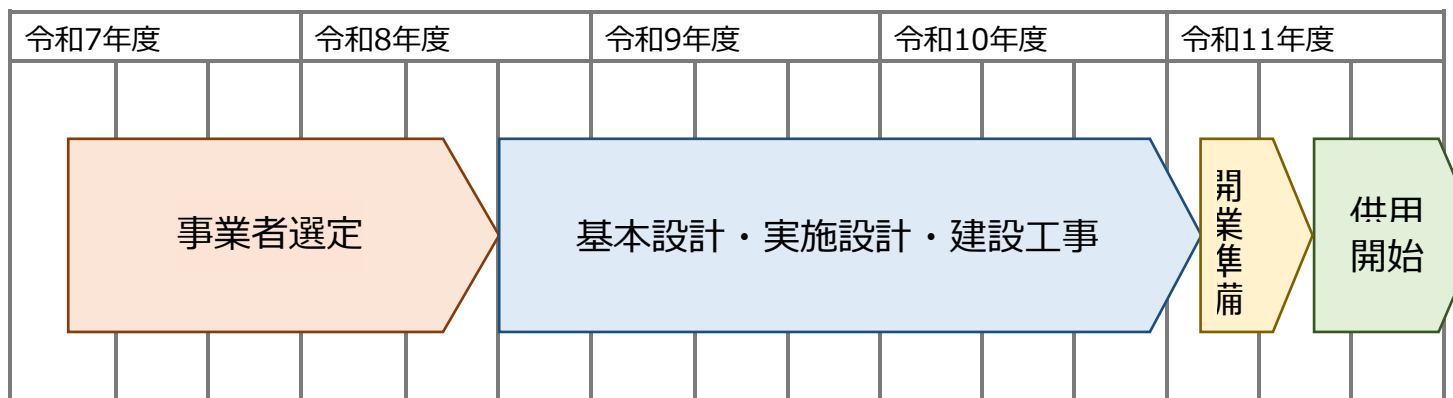 令和7年度
令和8年度
令和9年度
令和10年度
令和11年度
事業者選定
基本設計・実施設計・建設工事
開業準備
供用
開始